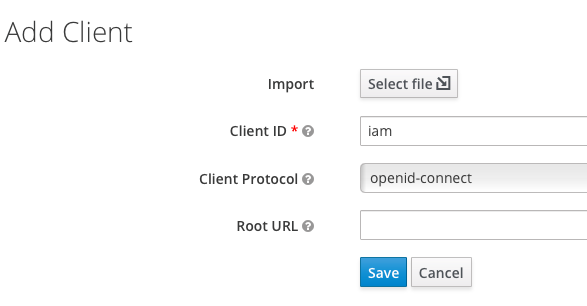 Add Client
Import Select file
Client ID * iam
Client Protocol openid-connect
Root URL
Save Cancel